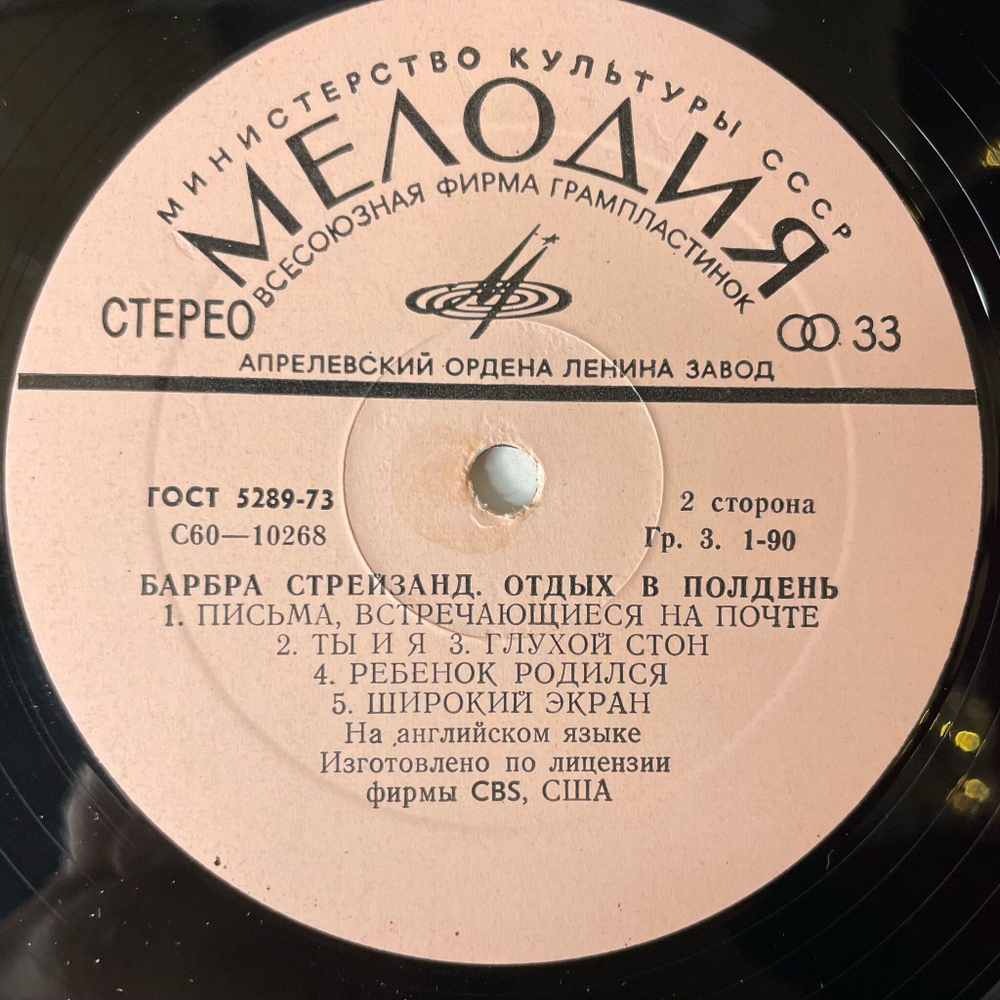 МИНИСТЕРСТВО КУЛЬТУРЫ СССР
МЕЛОДИЯ
ВСЕСОЮЗНАЯ ФИРМА ГРАМПЛАСТИНОК
СТЕРЕО
33
АПРЕЛЕВСКИЙ ОРДЕНА ЛЕНИНА ЗАВОД
ГОСТ 5289-73
2 сторона
С60—10268
Гр. 3. 1-90
БАРБРА СТРЕЙЗАНД. ОТДЫХ В ПОЛДЕНЬ
1. ПИСЬМА, ВСТРЕЧАЮЩИЕСЯ НА ПОЧТЕ
2. ТЫ И Я 3. ГЛУХОЙ СТОН
4. РЕБЕНОК РОДИЛСЯ
5. ШИРОКИЙ ЭКРАН
На английском языке
Изготовлено по лицензии
фирмы CBS, США